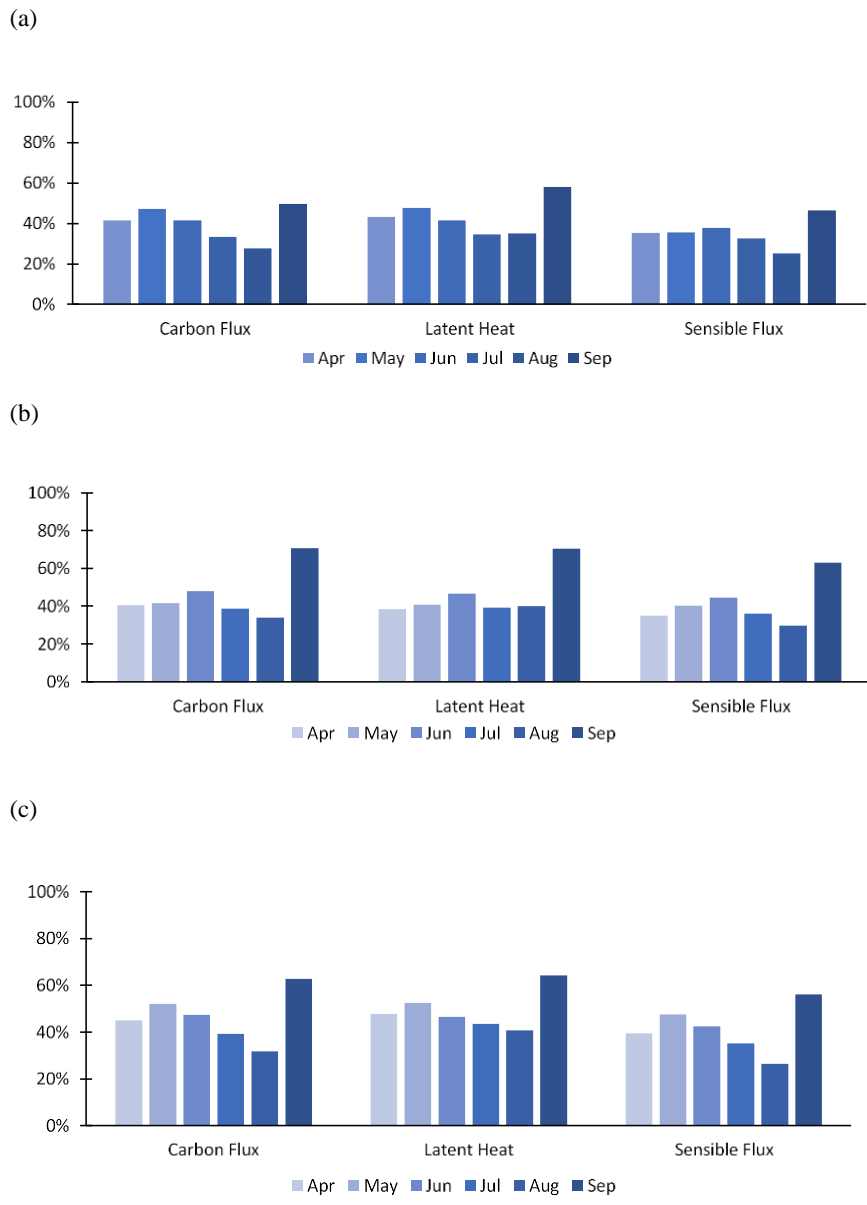 (a)
100%
80%
60%
40%
20%
0%
Carbon Flux Latent Heat Sensible Flux
Apr May Jun Jul Aug Sep
(b)
100%
80%
60%
40%
20%
0%
Carbon Flux Latent Heat Sensible Flux
Apr May Jun Jul Aug Sep
(c)
100%
80%
60%
40%
20%
0%
Carbon Flux Latent Heat Sensible Flux
Apr May Jun Jul Aug Sep